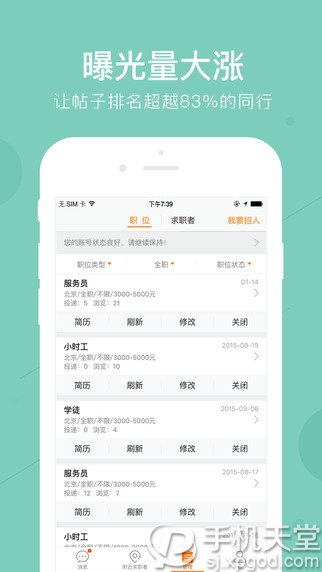 曝光量大涨
让帖子排名超越83%的同行
无 SIM 卡 下午7:39
职 位 求职者 我要招人
您的账号状态良好，请继续保持！
职位类型 全职 职位状态
服务员 01-14
北京/全职/不限/3000-5000元
投递：5 浏览：21
简历 刷新 修改 关闭
小时工 2015-09-19
北京/全职/不限/3000-5000元
投递：0 浏览：4
简历 刷新 修改 关闭
学徒 2015-09-06
北京/全职/不限/3000-5000元
投递：0 浏览：4
简历 刷新 修改 关闭
服务员 2015-08-17
北京/全职/不限/3000-5000元
投递：12 浏览：7
简历 刷新 修改 关闭
小时工
消息 附近求职者
手机天堂
sjxpgod.com